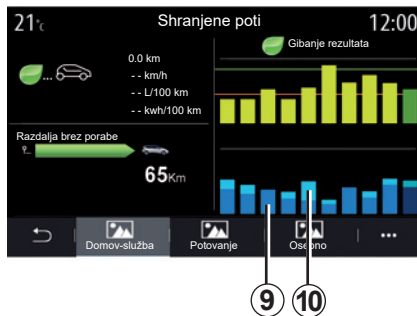 21°c Shranjene poti 12:00
Gibanje rezultata
0.0 km
- - km/h
- - L/100 km
- - kwh/100 km
Razdalja brez porabe
65Km
Domov-služba Potovanje Osebno
9 10